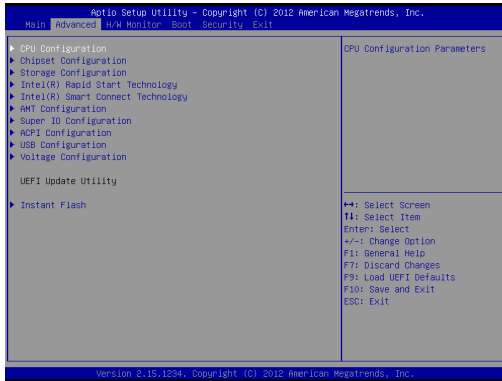 Aptio Setup Utility - Copyright (C) 2012 American Megatrends, Inc.
Main Advanced H/W Monitor Boot Security Exit
CPU Configuration
Chipset Configuration
Storage Configuration
Intel(R) Rapid Start Technology
Intel(R) Smart Connect Technology
AMT Configuration
Super IO Configuration
ACPI Configuration
USB Configuration
Voltage Configuration
UEFI Update Utility
Instant Flash
CPU Configuration Parameters
↔: Select Screen
↑↓: Select Item
Enter: Select
+/-: Change Option
F1: General Help
F7: Discard Changes
F9: Load UEFI Defaults
F10: Save and Exit
ESC: Exit
Version 2.15.1234. Copyright (C) 2012 American Megatrends, Inc.